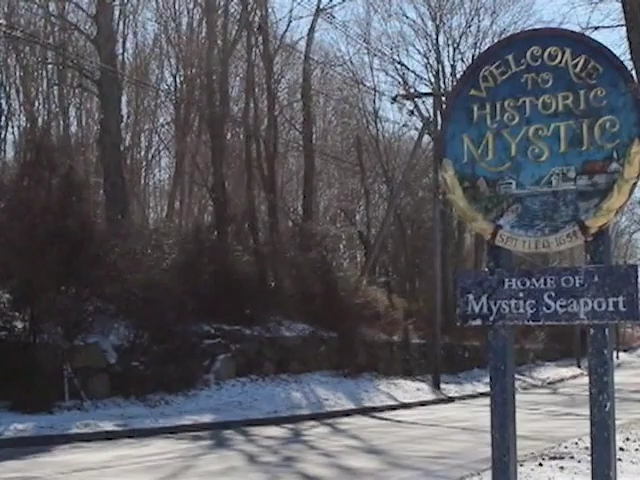 WELCOME
TO
HISTORIC
MYSTIC
SETTLED 1654
HOME OF
Mystic Seaport